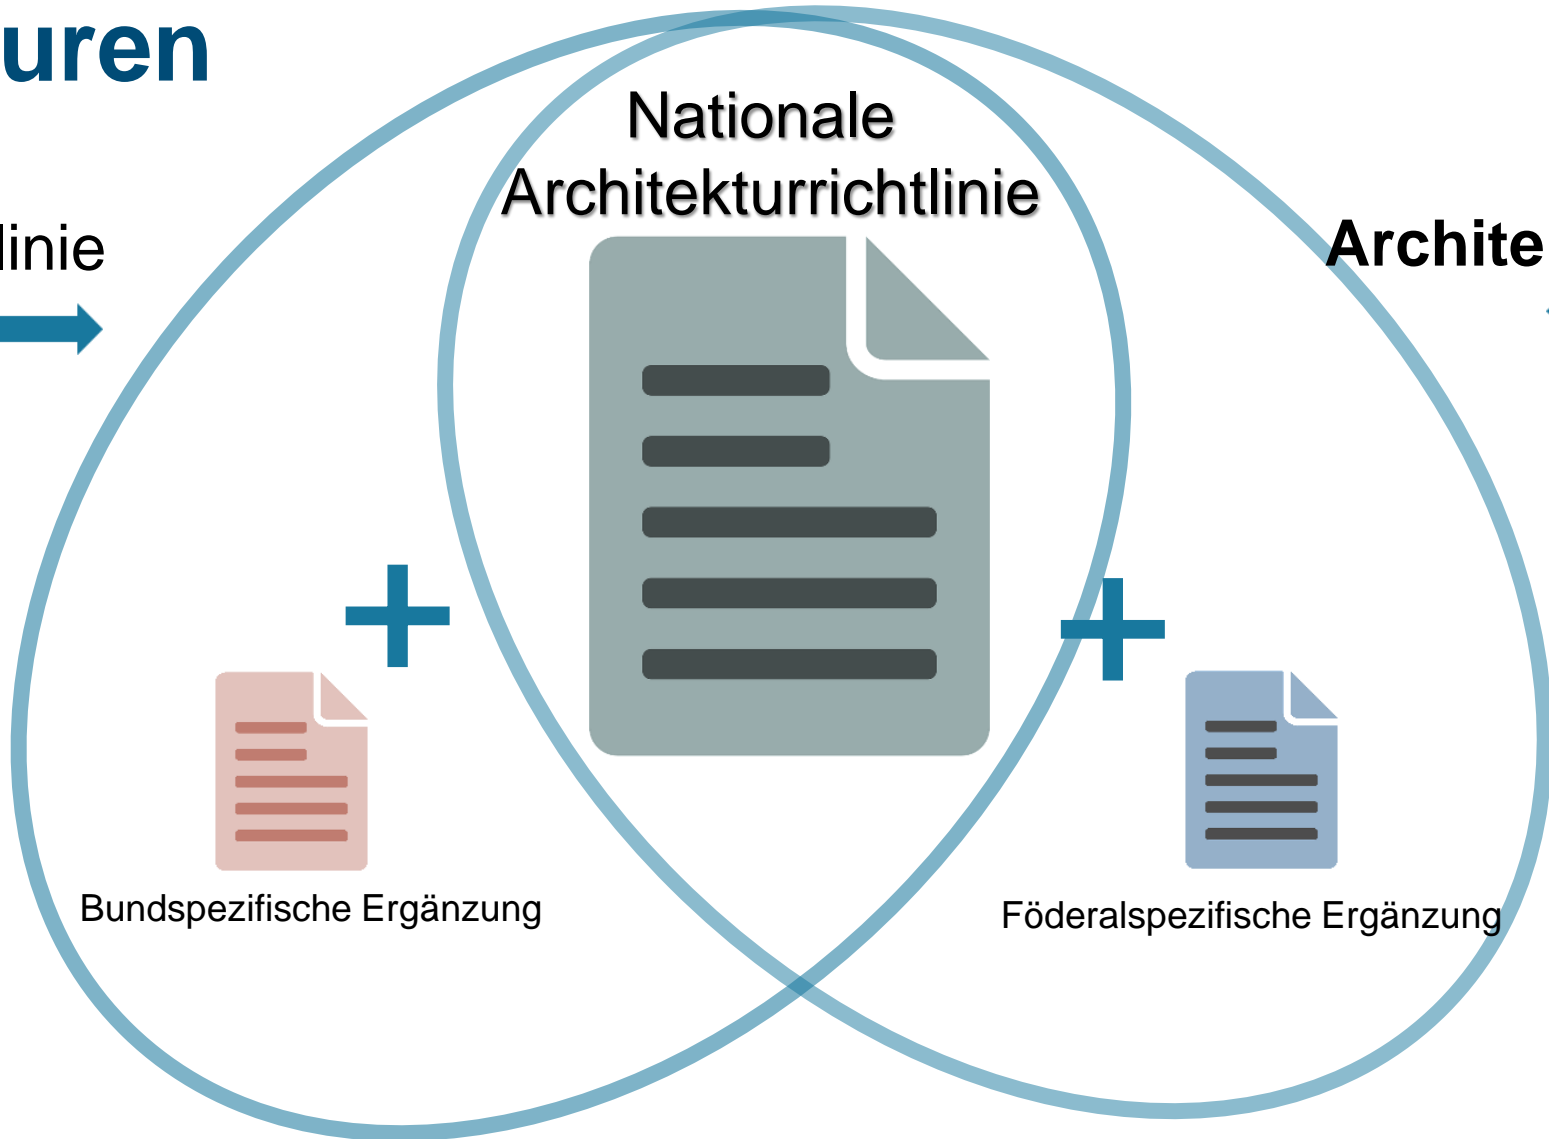 uren
Nationale
Architekturrichtlinie
linie
Archite
Bundspezifische Ergänzung
Föderalspezifische Ergänzung